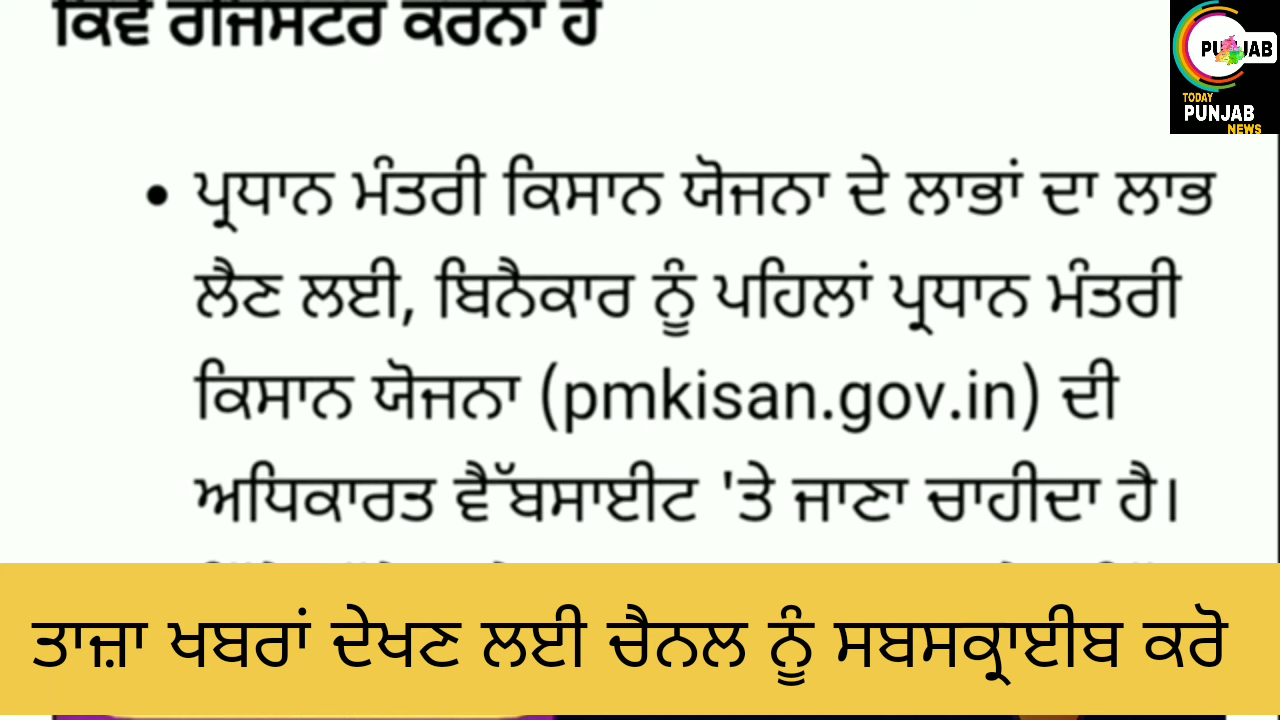 ਕਿਵੇਂ ਰਜਿਸਟਰ ਕਰਨਾ ਹੈ
PUNJAB
TODAY
PUNJAB
NEWS
ਪ੍ਰਧਾਨ ਮੰਤਰੀ ਕਿਸਾਨ ਯੋਜਨਾ ਦੇ ਲਾਭਾਂ ਦਾ ਲਾਭ
ਲੈਣ ਲਈ, ਬਿਨੈਕਾਰ ਨੂੰ ਪਹਿਲਾਂ ਪ੍ਰਧਾਨ ਮੰਤਰੀ
ਕਿਸਾਨ ਯੋਜਨਾ (pmkisan.gov.in) ਦੀ
ਅਧਿਕਾਰਤ ਵੈੱਬਸਾਈਟ 'ਤੇ ਜਾਣਾ ਚਾਹੀਦਾ ਹੈ।
ਤਾਜ਼ਾ ਖਬਰਾਂ ਦੇਖਣ ਲਈ ਚੈਨਲ ਨੂੰ ਸਬਸਕ੍ਰਾਈਬ ਕਰੋ